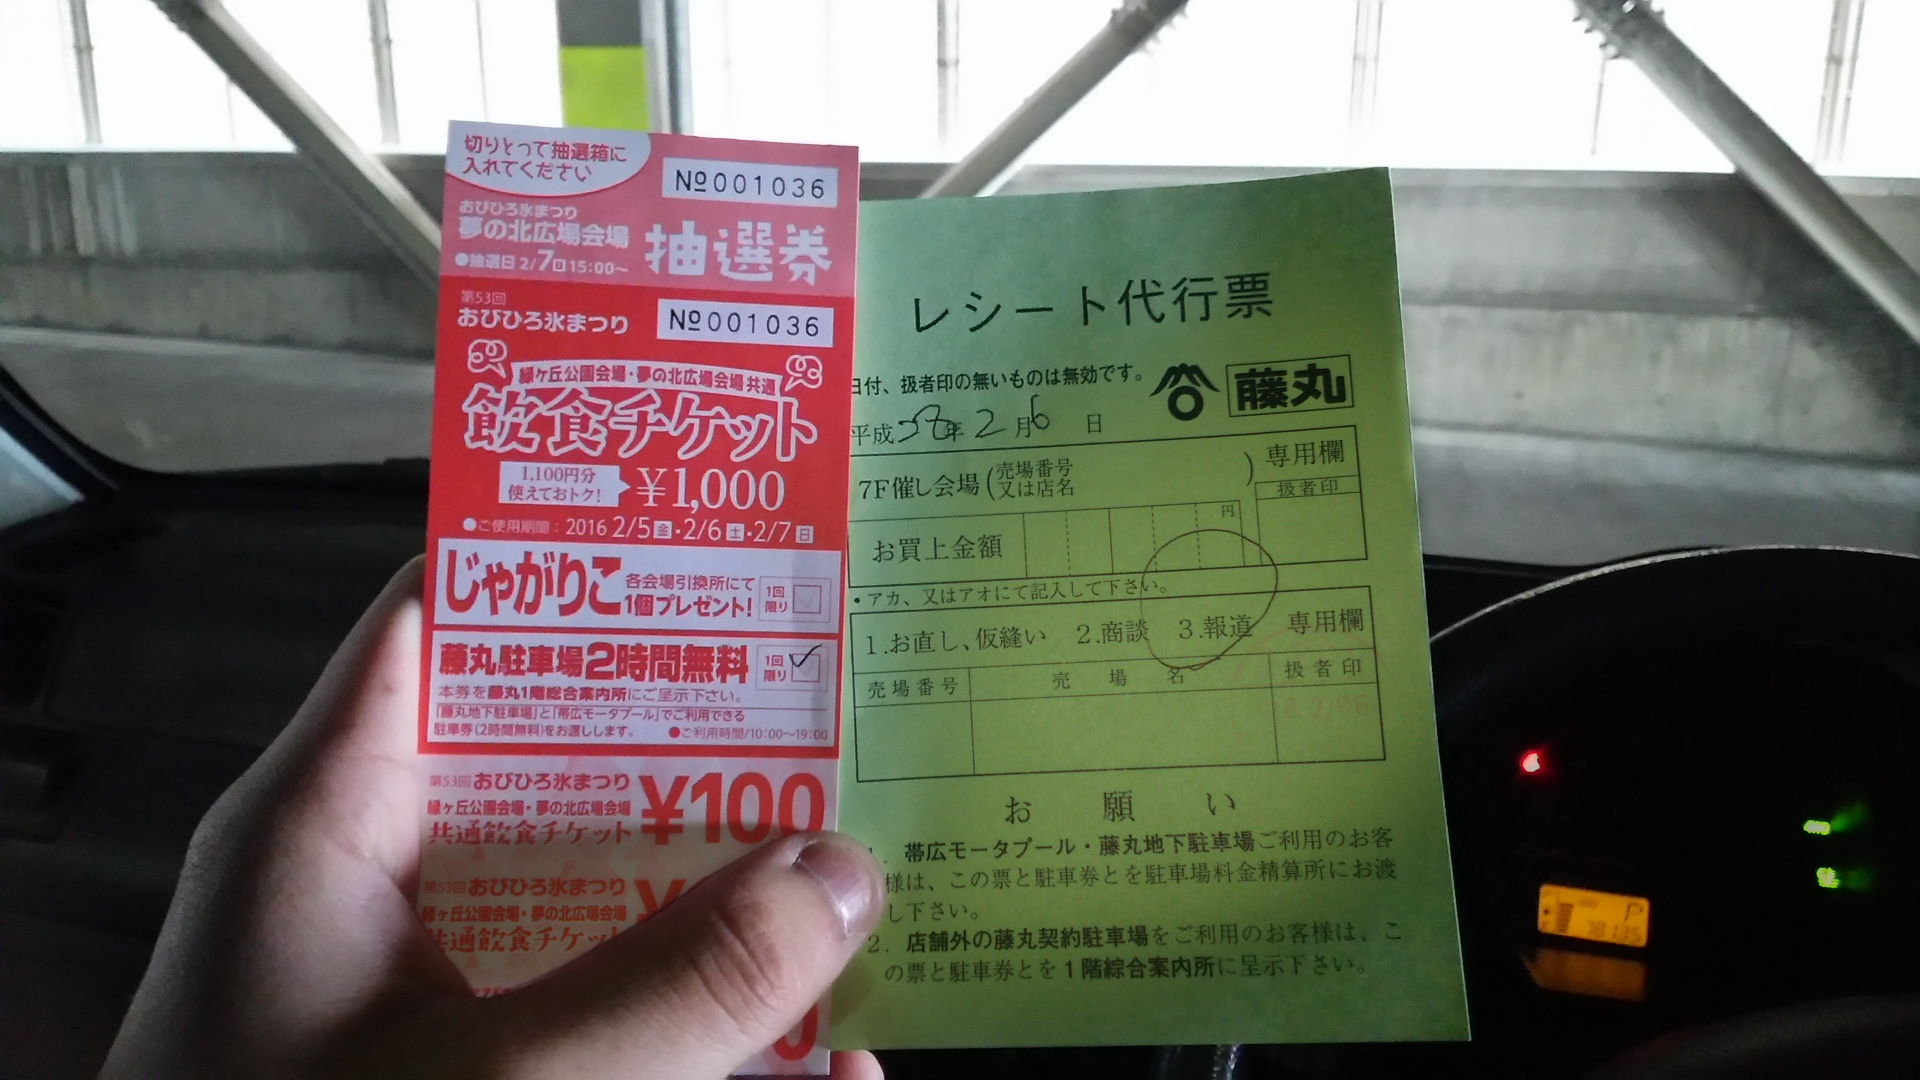 切りとって抽選箱に
入れてください
№001036
おびひろ氷まつり
夢の北広場会場
抽選券
●抽選日 2/7日 15:00～
第53回
おびひろ氷まつり
№001036
緑ヶ丘公園会場・夢の北広場会場 共通
飲食チケット
1,100円分
使えておトク!
¥1,000
●ご使用期間：2016 2/5金・2/6土・2/7日
じゃがりこ
各会場引換所にて
1個プレゼント!
1回
限り
藤丸駐車場2時間無料
1回
限り
本券を藤丸1階総合案内所にご呈示下さい。
「藤丸地下駐車場」と「帯広モータプール」でご利用できる
駐車券(2時間無料)をお渡しします。
●ご利用時間/10:00～19:00
第53回 おびひろ氷まつり
緑ヶ丘公園会場・夢の北広場会場
共通飲食チケット
¥100
第53回 おびひろ氷まつり
緑ヶ丘公園会場・夢の北広場会場
共通飲食チケット
レシート代行票
日付、扱者印の無いものは無効です。
藤丸
平成28年2月6日
7F催し会場(売場番号
又は店名)
専用欄
扱者印
お買上金額
円
・アカ、又はアオにて記入して下さい。
1.お直し、仮縫い 2.商談 3.報道 専用欄
売場番号 売場名 扱者印
お願い
1. 帯広モータプール・藤丸地下駐車場ご利用のお客
様は、この票と駐車券とを駐車場料金精算所にお渡
し下さい。
2. 店舗外の藤丸契約駐車場をご利用のお客様は、こ
の票と駐車券とを1階綜合案内所に呈示下さい。
P